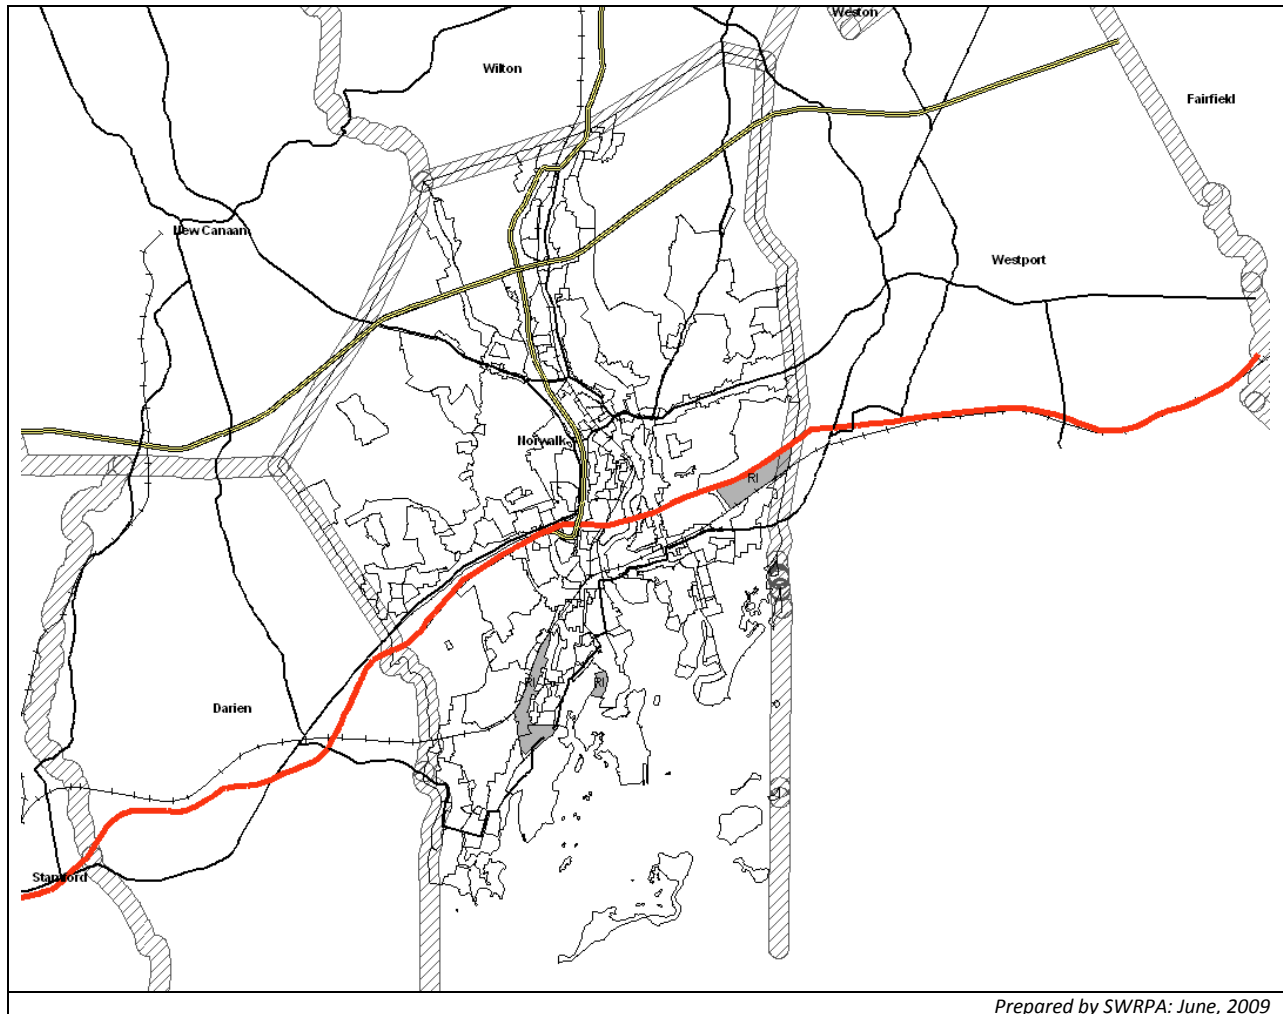 Weston
Wilton
Fairfield
New Canaan
Westport
Norwalk
RI
RI
RI
Darien
Stamford
Prepared by SWRPA: June, 2009